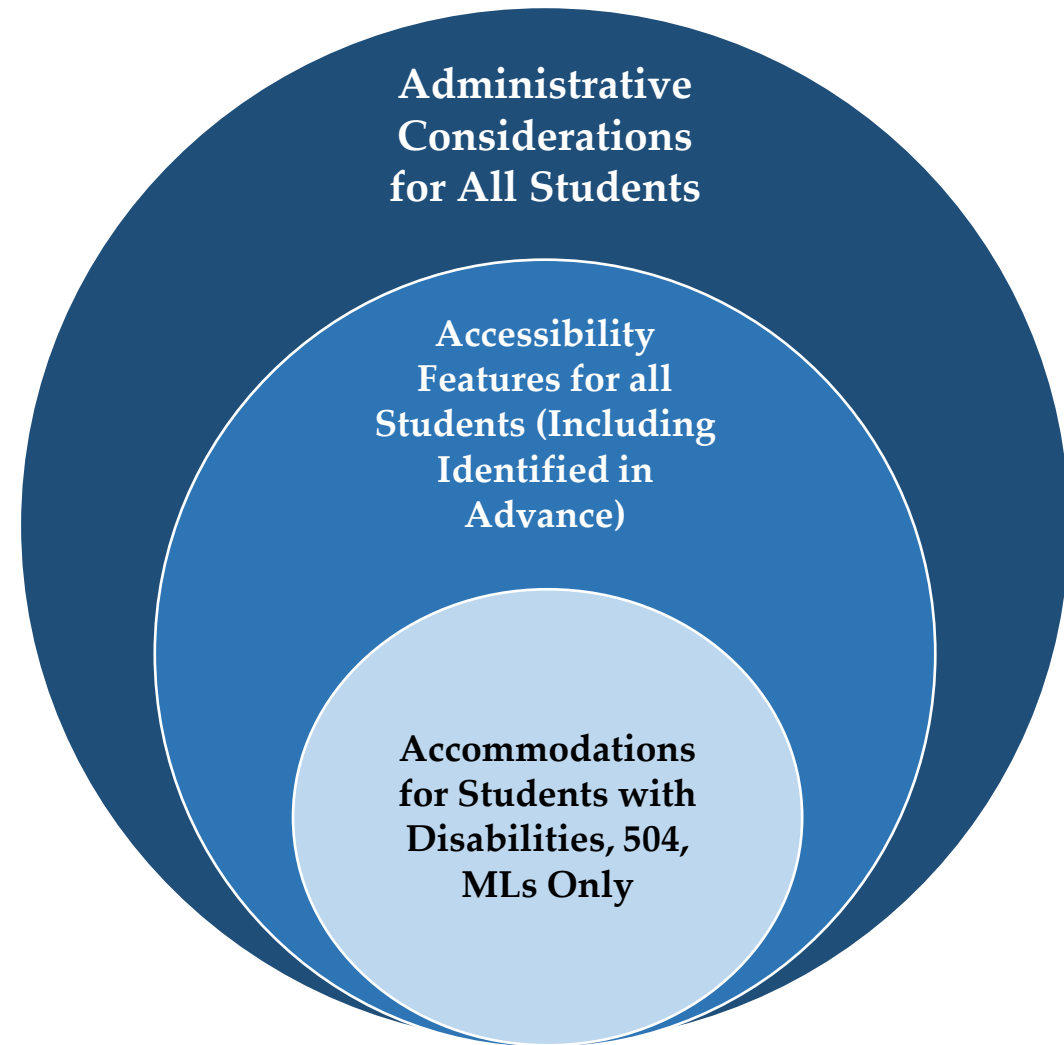 Administrative
Considerations
for All Students
Accessibility
Features for all
Students (Including
Identified in
Advance)
Accommodations
for Students with
Disabilities, 504,
MLs Only